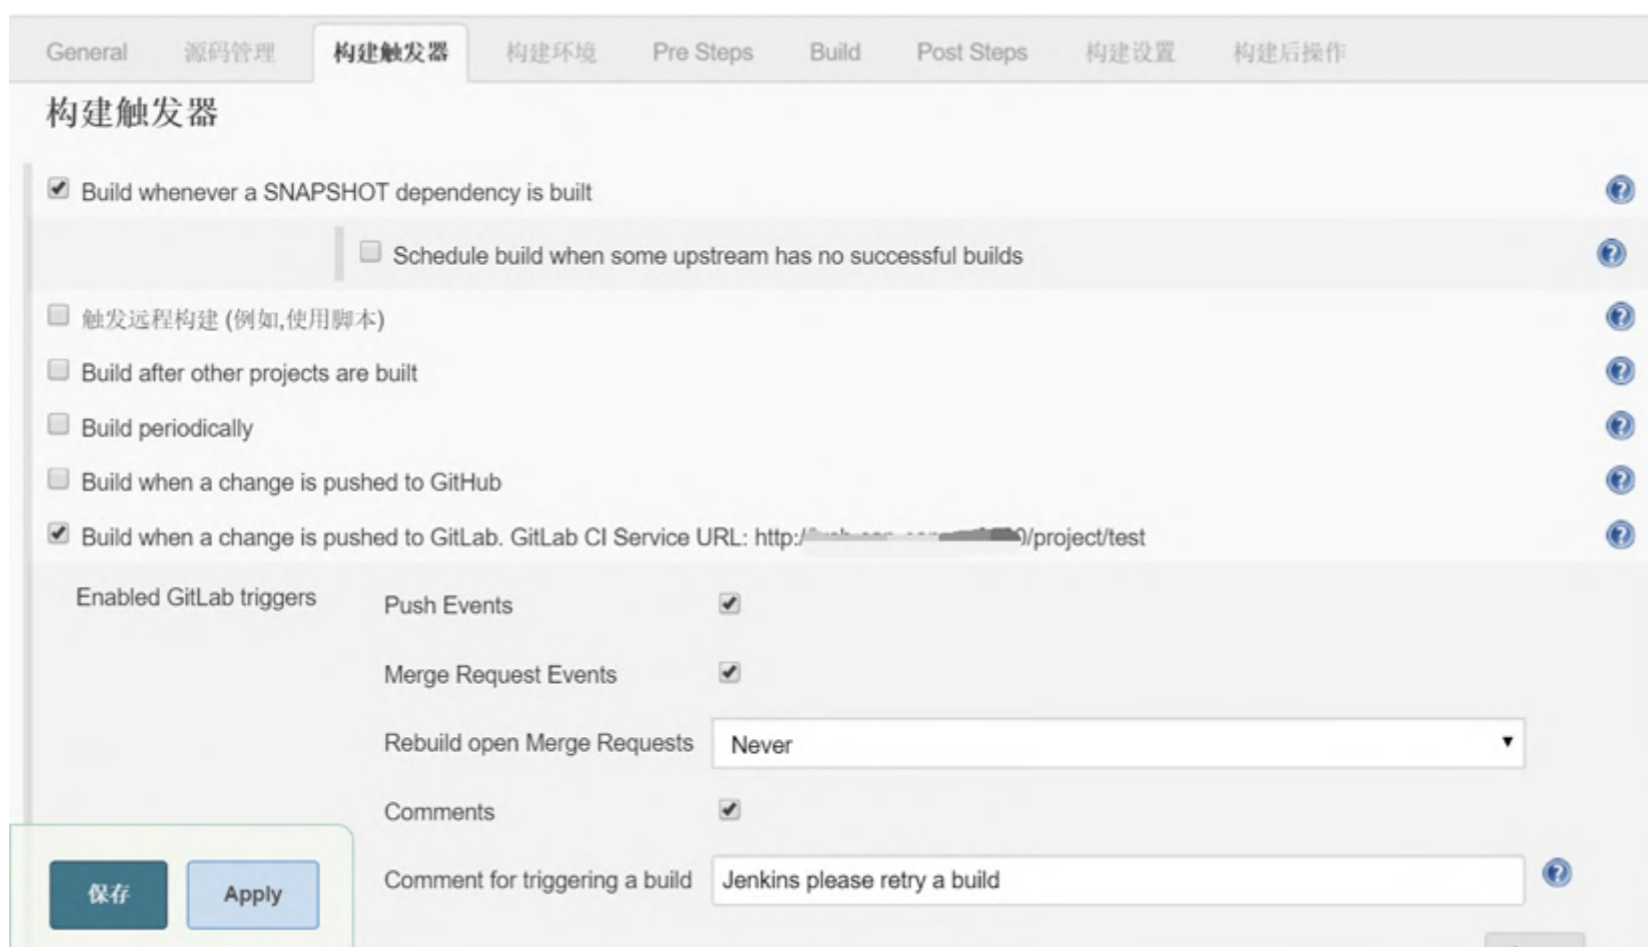 General 源码管理 构建触发器 构建环境 Pre Steps Build Post Steps 构建设置 构建后操作
构建触发器
Build whenever a SNAPSHOT dependency is built
Schedule build when some upstream has no successful builds
触发远程构建 (例如,使用脚本)
Build after other projects are built
Build periodically
Build when a change is pushed to GitHub
Build when a change is pushed to GitLab. GitLab CI Service URL: http:/ 0/project/test
Enabled GitLab triggers Push Events
Merge Request Events
Rebuild open Merge Requests Never
Comments
Comment for triggering a build Jenkins please retry a build
保存 Apply